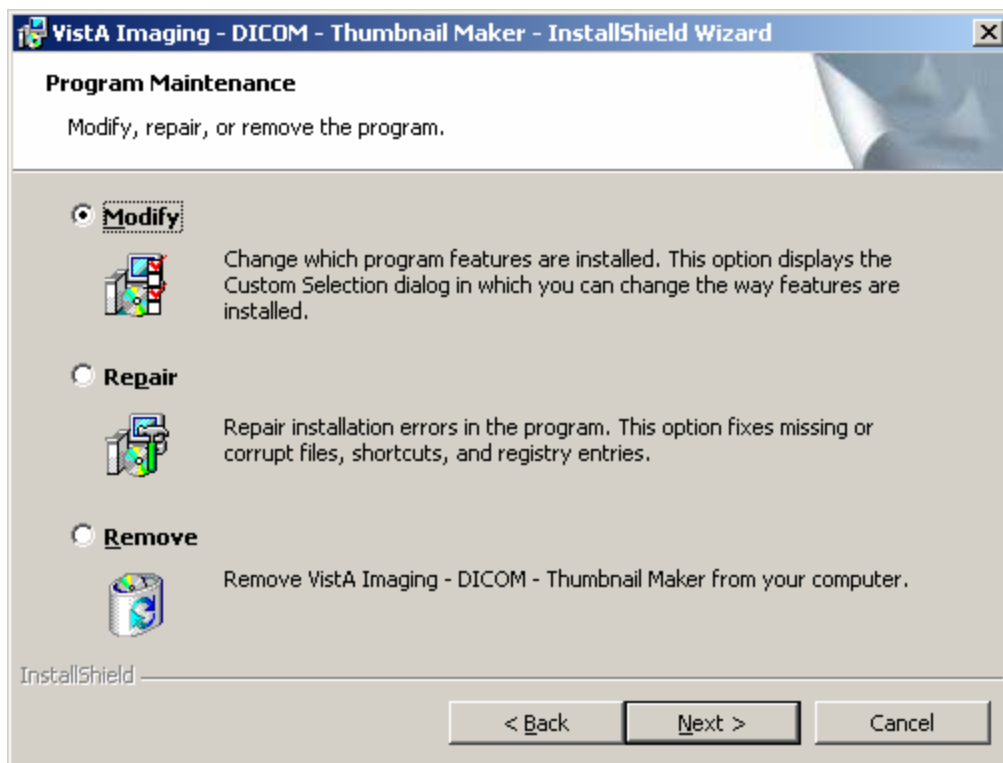 VistA Imaging - DICOM - Thumbnail Maker - InstallShield Wizard
Program Maintenance
Modify, repair, or remove the program.
Modify
Change which program features are installed. This option displays the
Custom Selection dialog in which you can change the way features are
installed.
Repair
Repair installation errors in the program. This option fixes missing or
corrupt files, shortcuts, and registry entries.
Remove
Remove VistA Imaging - DICOM - Thumbnail Maker from your computer.
InstallShield
< Back Next > Cancel